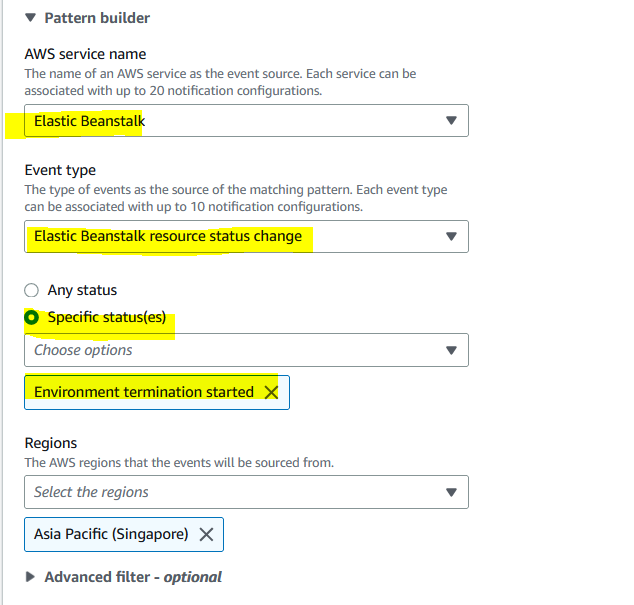 Pattern builder
AWS service name
The name of an AWS service as the event source. Each service can be
associated with up to 20 notification configurations.
Elastic Beanstalk
Event type
The type of events as the source of the matching pattern. Each event type
can be associated with up to 10 notification configurations.
Elastic Beanstalk resource status change
Any status
Specific status(es)
Choose options
Environment termination started
Regions
The AWS regions that the events will be sourced from.
Select the regions
Asia Pacific (Singapore)
Advanced filter - optional